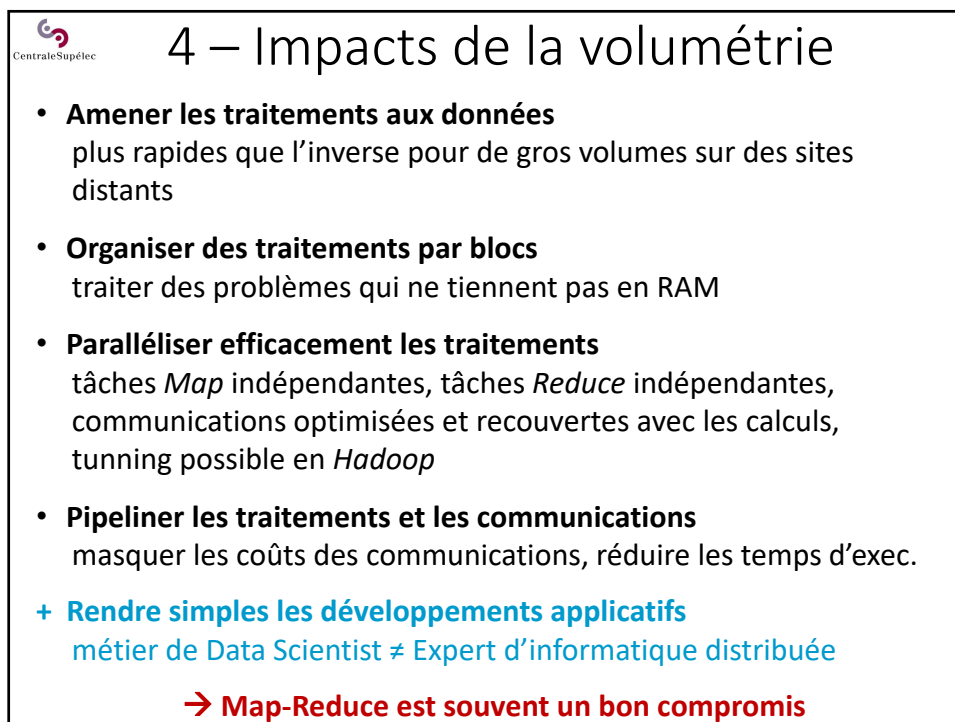 CentraleSupélec
4 – Impacts de la volumétrie
• Amener les traitements aux données
plus rapides que l’inverse pour de gros volumes sur des sites
distants
• Organiser des traitements par blocs
traiter des problèmes qui ne tiennent pas en RAM
• Paralléliser efficacement les traitements
tâches Map indépendantes, tâches Reduce indépendantes,
communications optimisées et recouvertes avec les calculs,
tunning possible en Hadoop
• Pipeliner les traitements et les communications
masquer les coûts des communications, réduire les temps d’exec.
+ Rendre simples les développements applicatifs
métier de Data Scientist ≠ Expert d’informatique distribuée
→ Map-Reduce est souvent un bon compromis